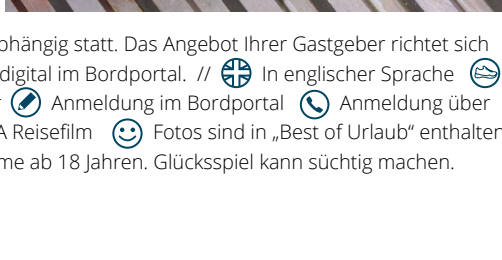 abhängig statt. Das Angebot Ihrer Gastgeber richtet sich
digital im Bordportal. // In englischer Sprache
Anmeldung im Bordportal Anmeldung über
A Reisefilm Fotos sind in „Best of Urlaub“ enthalten
me ab 18 Jahren. Glücksspiel kann süchtig machen.